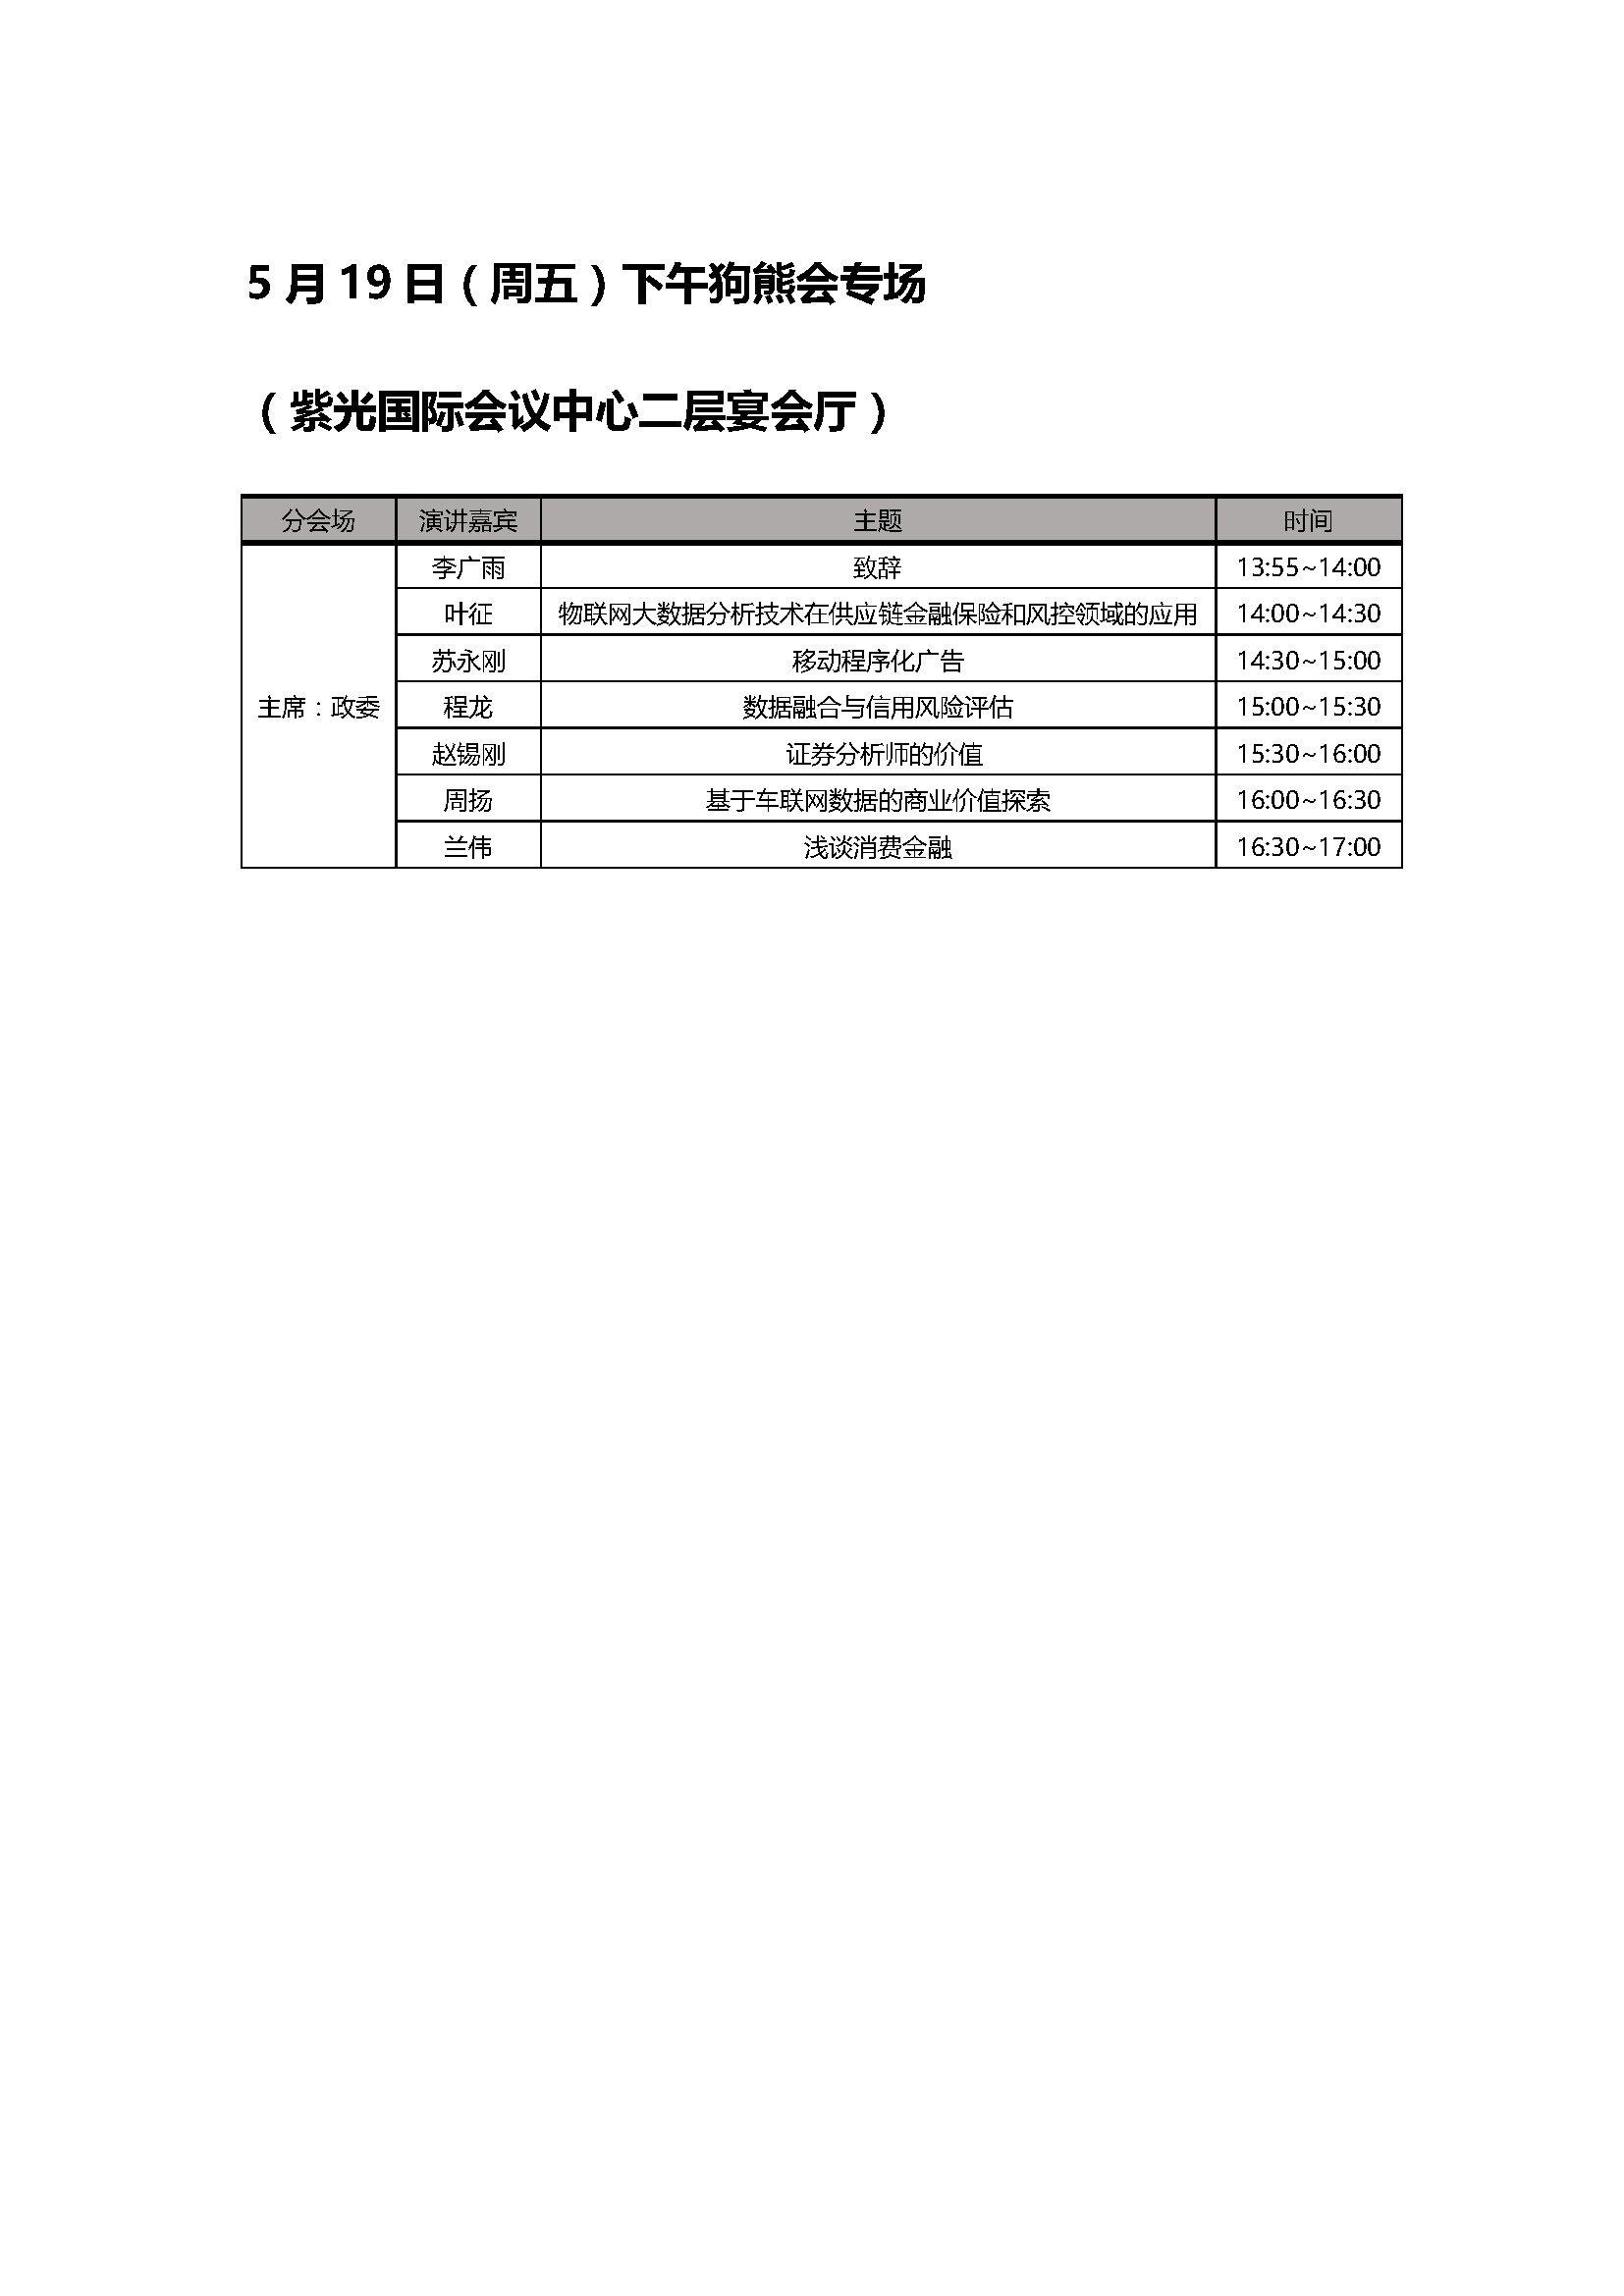 5 月 19 日（周五）下午狗熊会专场
（紫光国际会议中心二层宴会厅）
分会场 演讲嘉宾 主题 时间
李广雨 致辞 13:55~14:00
叶征 物联网大数据分析技术在供应链金融保险和风控领域的应用 14:00~14:30
苏永刚 移动程序化广告 14:30~15:00
主席：政委 程龙 数据融合与信用风险评估 15:00~15:30
赵锡刚 证券分析师的价值 15:30~16:00
周扬 基于车联网数据的商业价值探索 16:00~16:30
兰伟 浅谈消费金融 16:30~17:00